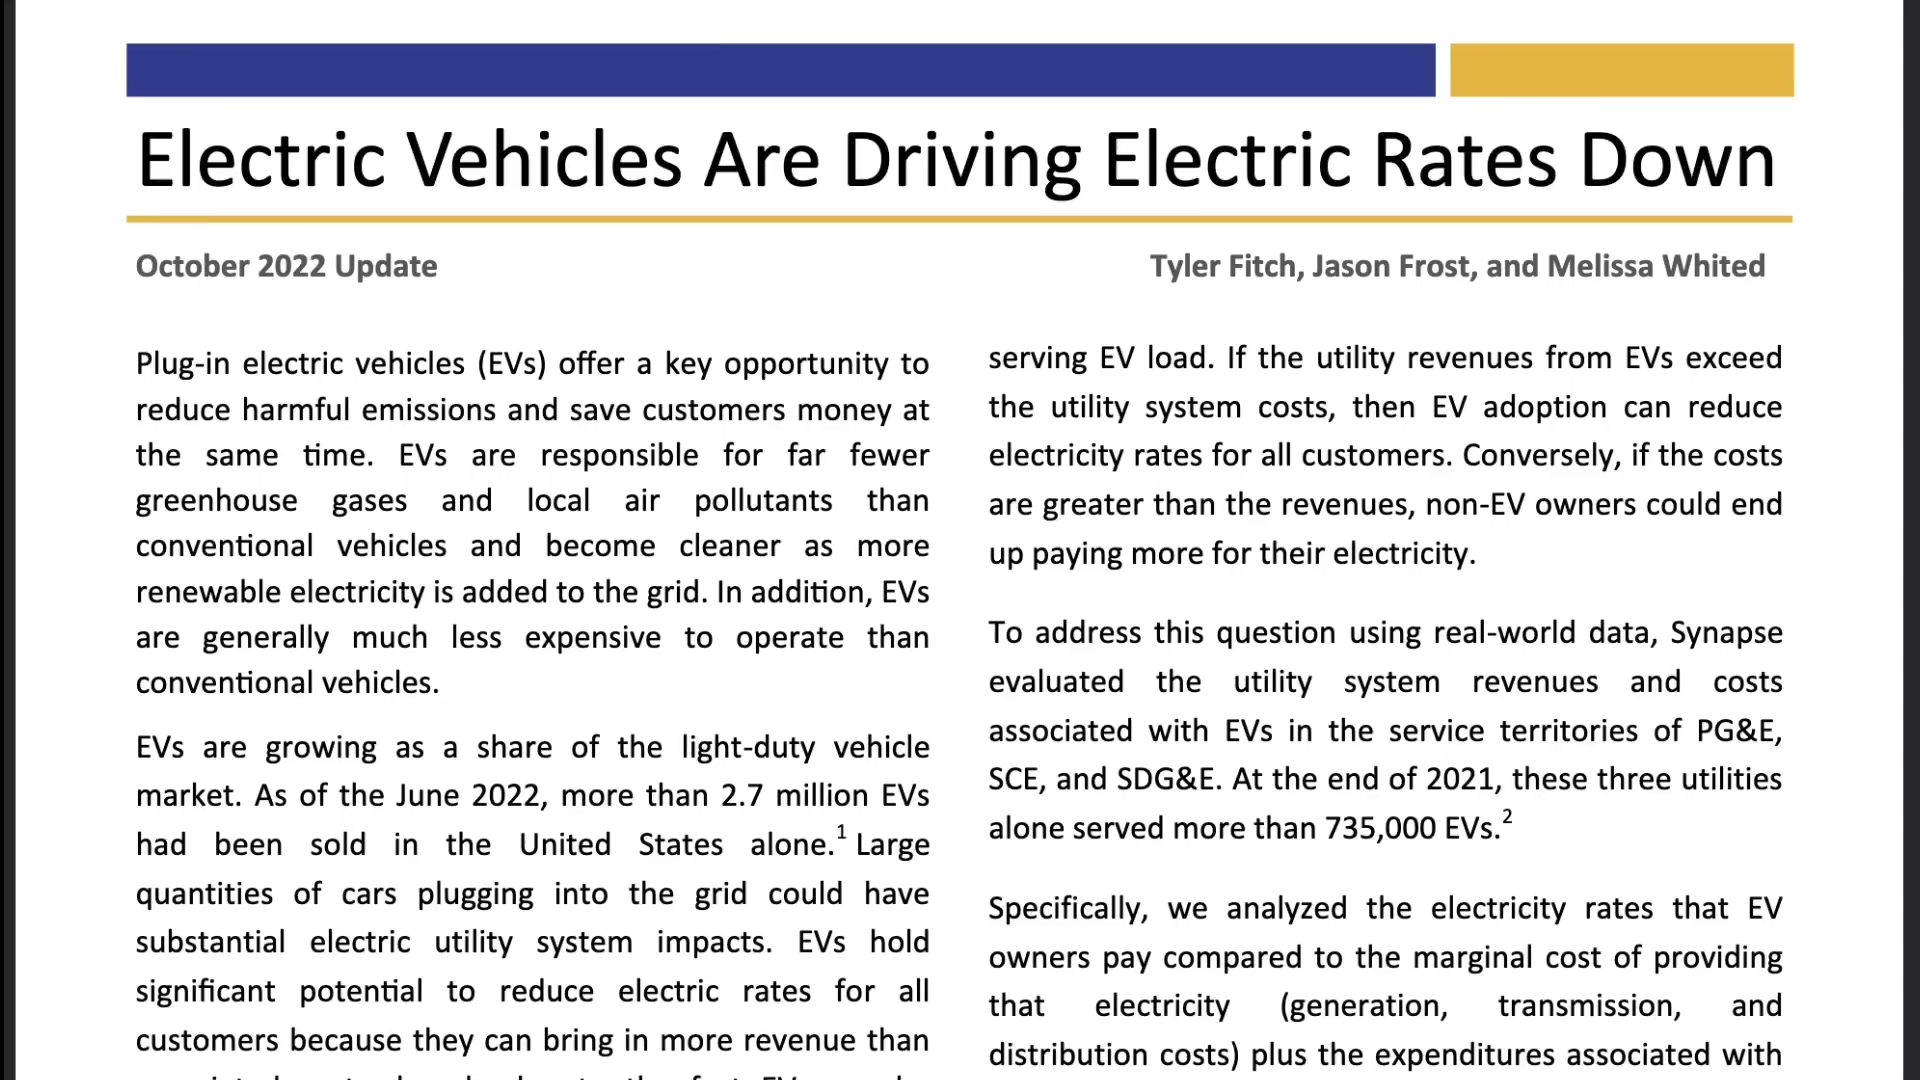 Electric Vehicles Are Driving Electric Rates Down
October 2022 Update
Tyler Fitch, Jason Frost, and Melissa Whited
Plug-in electric vehicles (EVs) offer a key opportunity to
reduce harmful emissions and save customers money at
the same time. EVs are responsible for far fewer
greenhouse gases and local air pollutants than
conventional vehicles and become cleaner as more
renewable electricity is added to the grid. In addition, EVs
are generally much less expensive to operate than
conventional vehicles.
EVs are growing as a share of the light-duty vehicle
market. As of the June 2022, more than 2.7 million EVs
had been sold in the United States alone.1 Large
quantities of cars plugging into the grid could have
substantial electric utility system impacts. EVs hold
significant potential to reduce electric rates for all
customers because they can bring in more revenue than
serving EV load. If the utility revenues from EVs exceed
the utility system costs, then EV adoption can reduce
electricity rates for all customers. Conversely, if the costs
are greater than the revenues, non-EV owners could end
up paying more for their electricity.
To address this question using real-world data, Synapse
evaluated the utility system revenues and costs
associated with EVs in the service territories of PG&E,
SCE, and SDG&E. At the end of 2021, these three utilities
alone served more than 735,000 EVs.2
Specifically, we analyzed the electricity rates that EV
owners pay compared to the marginal cost of providing
that electricity (generation, transmission, and
distribution costs) plus the expenditures associated with